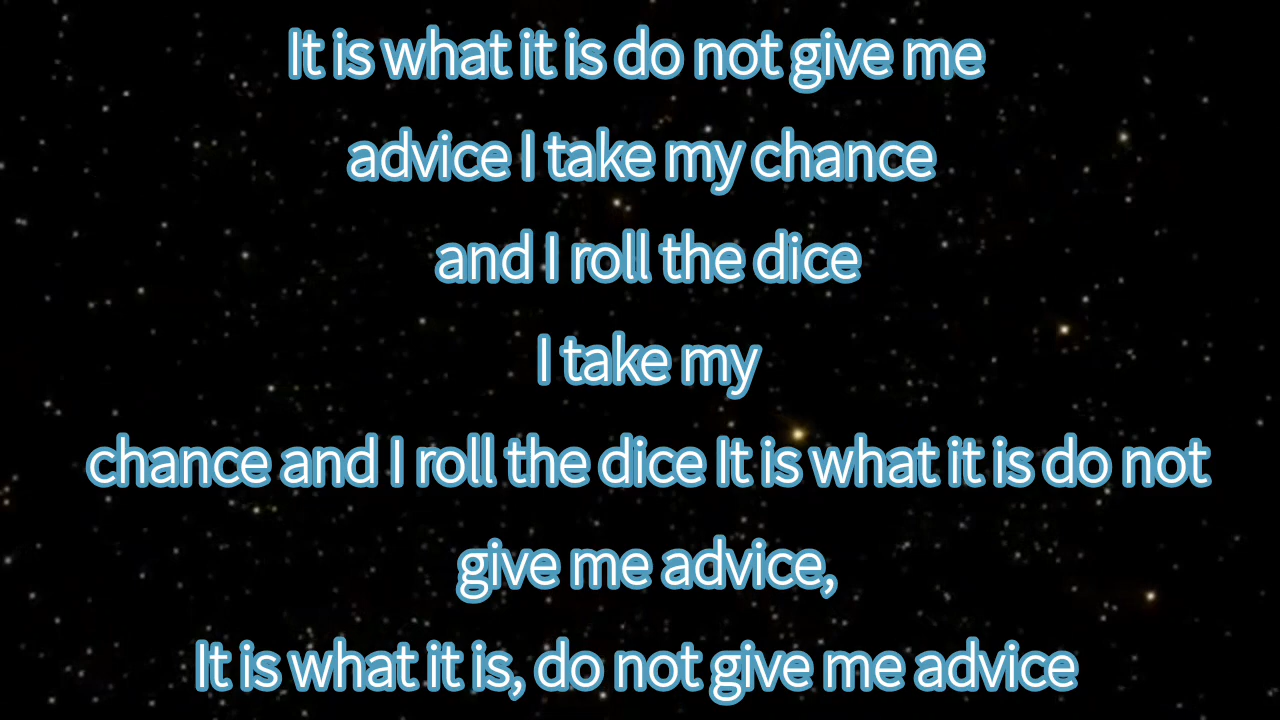 It is what it is do not give me
advice I take my chance
and I roll the dice
I take my
chance and I roll the dice It is what it is do not
give me advice,
It is what it is, do not give me advice